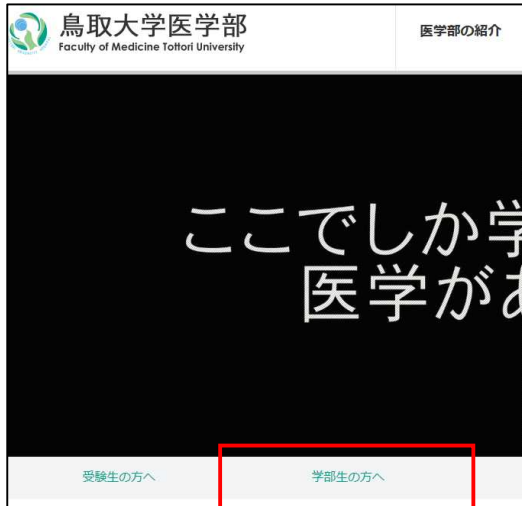 鳥取大学医学部
Faculty of Medicine Tottori University
医学部の紹介
ここでしか学
医学があ
受験生の方へ
学部生の方へ